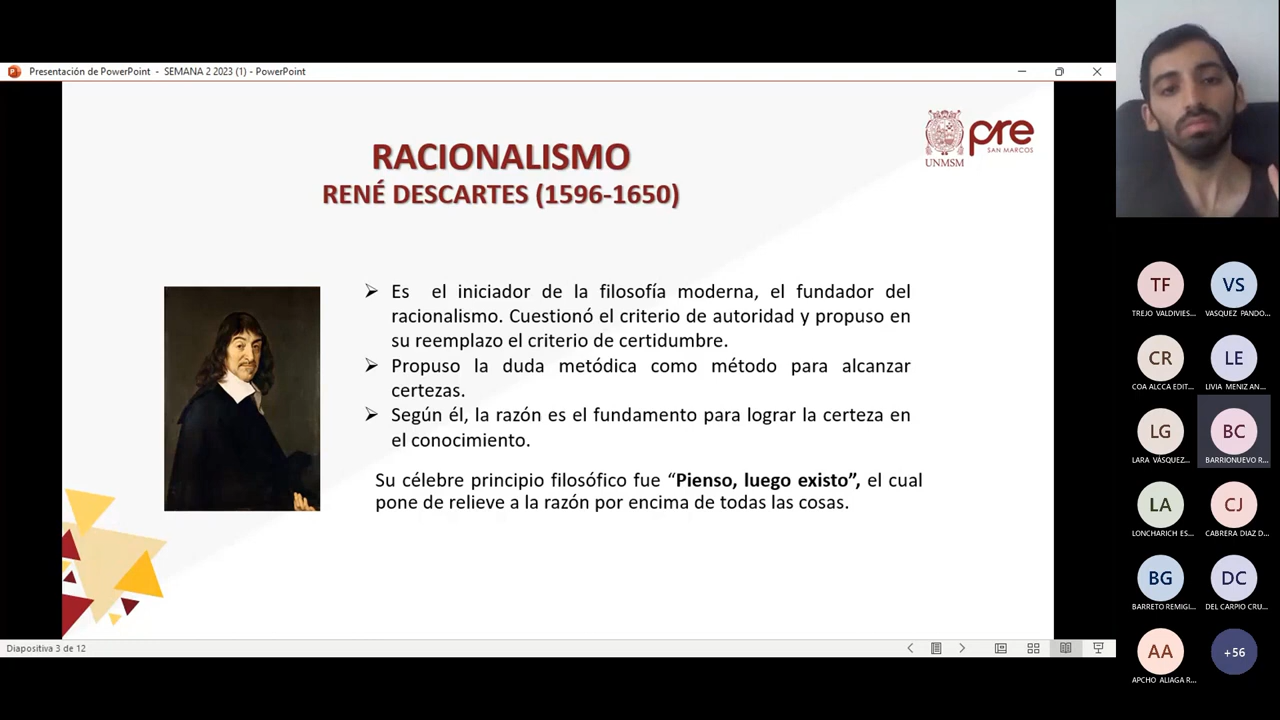 Presentación de PowerPoint - SEMANA 2 2023 (1) - PowerPoint
RACIONALISMO
RENÉ DESCARTES (1596-1650)
UNMSM
pre
SAN MARCOS
Es el iniciador de la filosofía moderna, el fundador del
racionalismo. Cuestionó el criterio de autoridad y propuso en
su reemplazo el criterio de certidumbre.
Propuso la duda metódica como método para alcanzar
certezas.
Según él, la razón es el fundamento para lograr la certeza en
el conocimiento.
Su célebre principio filosófico fue “Pienso, luego existo”, el cual
pone de relieve a la razón por encima de todas las cosas.
Diapositiva 3 de 12
TF
TREJO VALDIVIES...
VS
VASQUEZ PANDO...
CR
COA ALCCA EDIT...
LE
LIVIA MENIZ AN...
LG
LARA VÁSQUEZ...
BC
BARRIONUEVO R...
LA
LONCHARICH ES...
CJ
CABRERA DIAZ D...
BG
BARRETO REMIGI...
DC
DEL CARPIO CRU...
AA
APCHO ALIAGA R...
+56